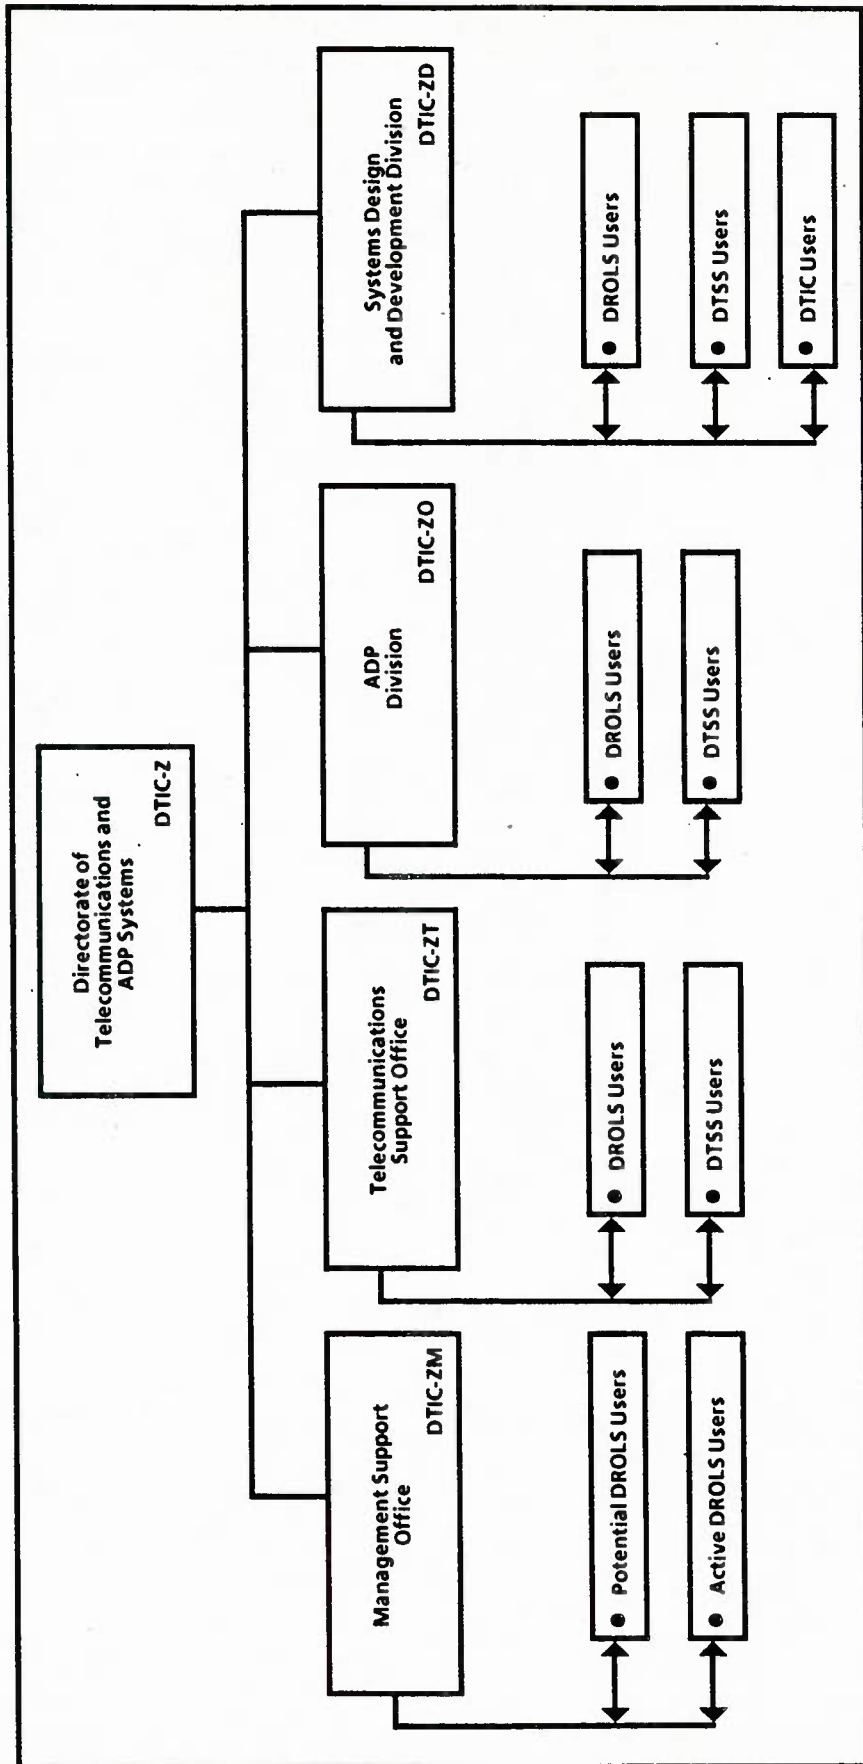 Directorate of
Telecommunications and
ADP Systems
DTIC-Z
Management Support
Office
DTIC-ZM
Telecommunications
Support Office
DTIC-ZT
ADP
Division
DTIC-ZO
Systems Design
and Development Division
DTIC-ZD
● Potential DROLS Users
● Active DROLS Users
● DROLS Users
● DTSS Users
● DROLS Users
● DTSS Users
● DROLS Users
● DTSS Users
● DTIC Users